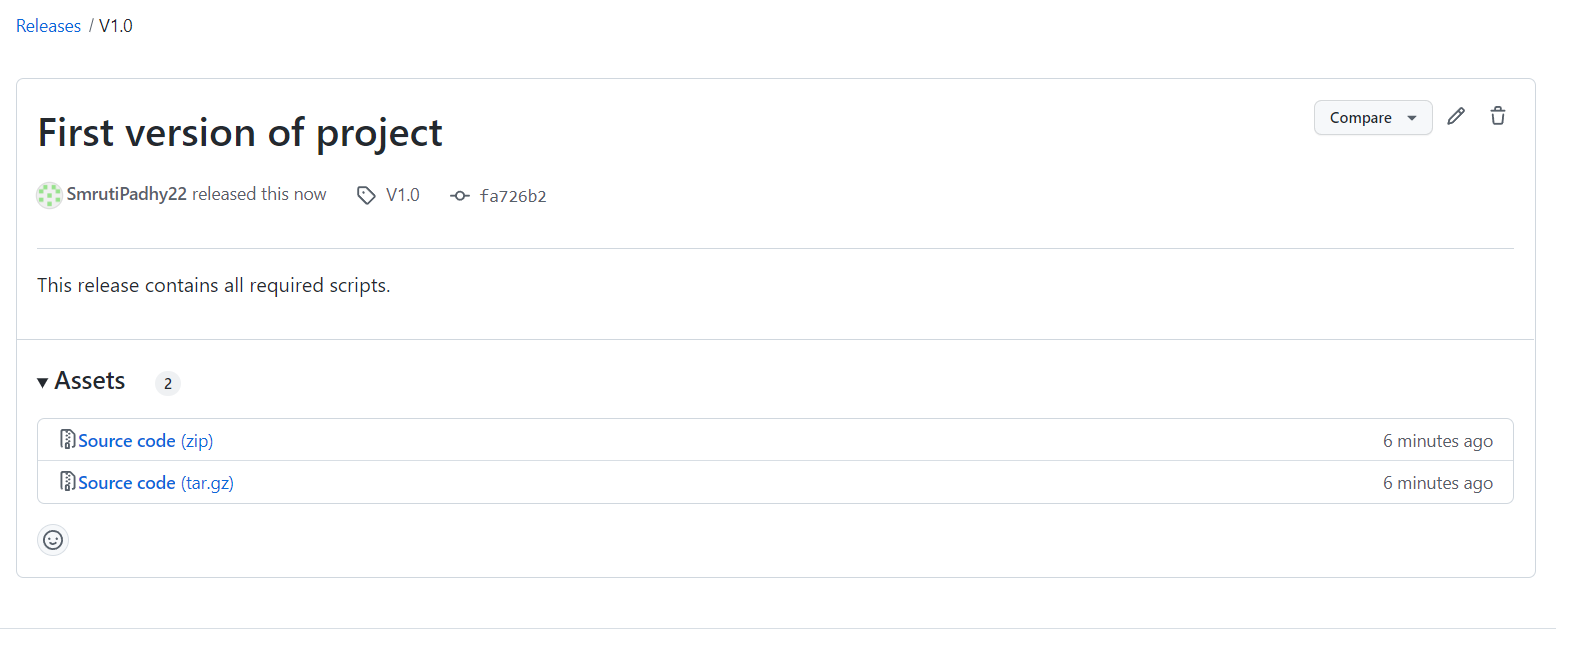 Releases / V1.0
First version of project
Compare
SmrutiPadhy22 released this now V1.0 fa726b2
This release contains all required scripts.
Assets 2
Source code (zip) 6 minutes ago
Source code (tar.gz) 6 minutes ago